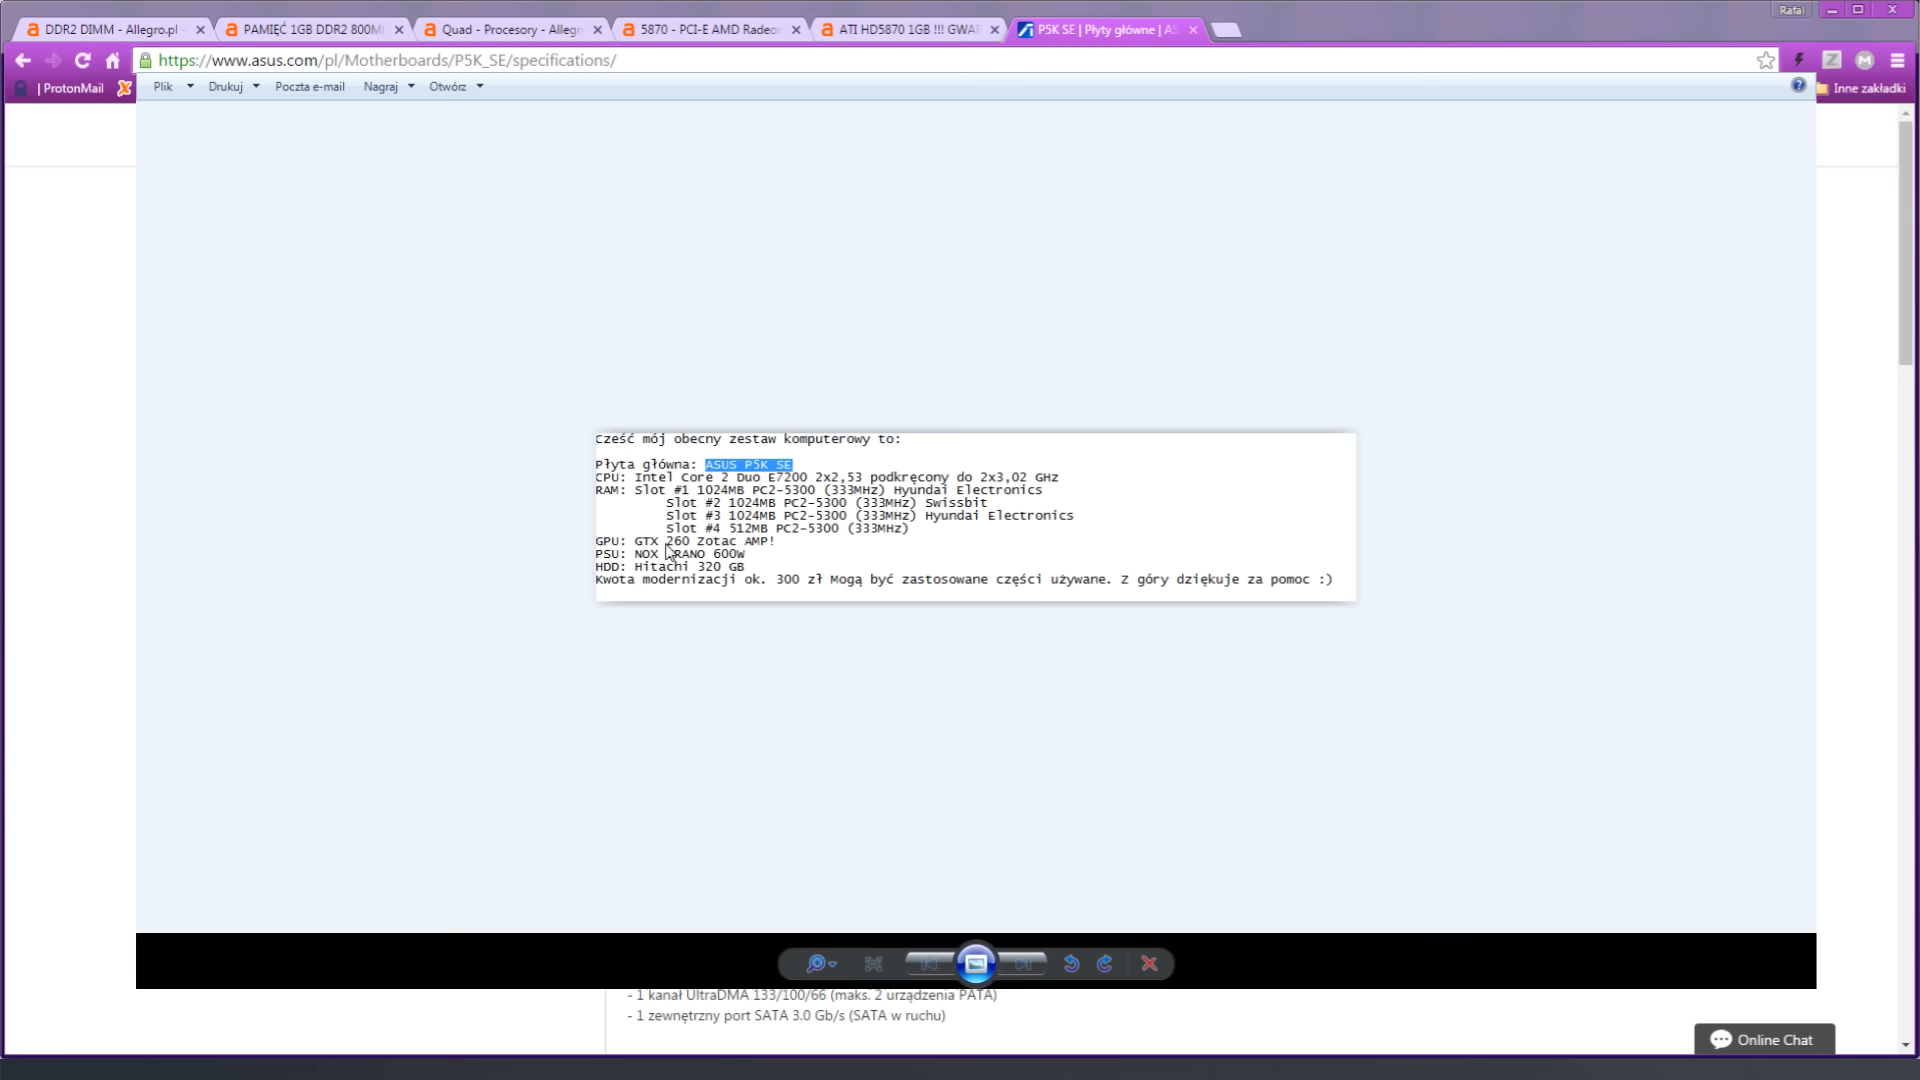 Rafał
DDR2 DIMM - Allegro.pl -
PAMIĘĆ 1GB DDR2 800M
Quad - Procesory - Allegr
5870 - PCI-E AMD Radeo
ATI HD5870 1GB !!! GWAR
P5K SE | Płyty główne | AS
https://www.asus.com/pl/Motherboards/P5K_SE/specifications/
| ProtonMail
Plik
Drukuj
Poczta e-mail
Nagraj
Otwórz
Inne zakładki
Cześć mój obecny zestaw komputerowy to:
Płyta główna: ASUS P5K SE
CPU: Intel Core 2 Duo E7200 2x2,53 podkręcony do 2x3,02 GHz
RAM: Slot #1 1024MB PC2-5300 (333MHz) Hyundai Electronics
Slot #2 1024MB PC2-5300 (333MHz) Swissbit
Slot #3 1024MB PC2-5300 (333MHz) Hyundai Electronics
Slot #4 512MB PC2-5300 (333MHz)
GPU: GTX 260 Zotac AMP!
PSU: NOX RANO 600W
HDD: Hitachi 320 GB
Kwota modernizacji ok. 300 zł Mogą być zastosowane części używane. Z góry dziękuje za pomoc :)
- 1 kanał UltraDMA 133/100/66 (maks. 2 urządzenia PATA)
- 1 zewnętrzny port SATA 3.0 Gb/s (SATA w ruchu)
Online Chat